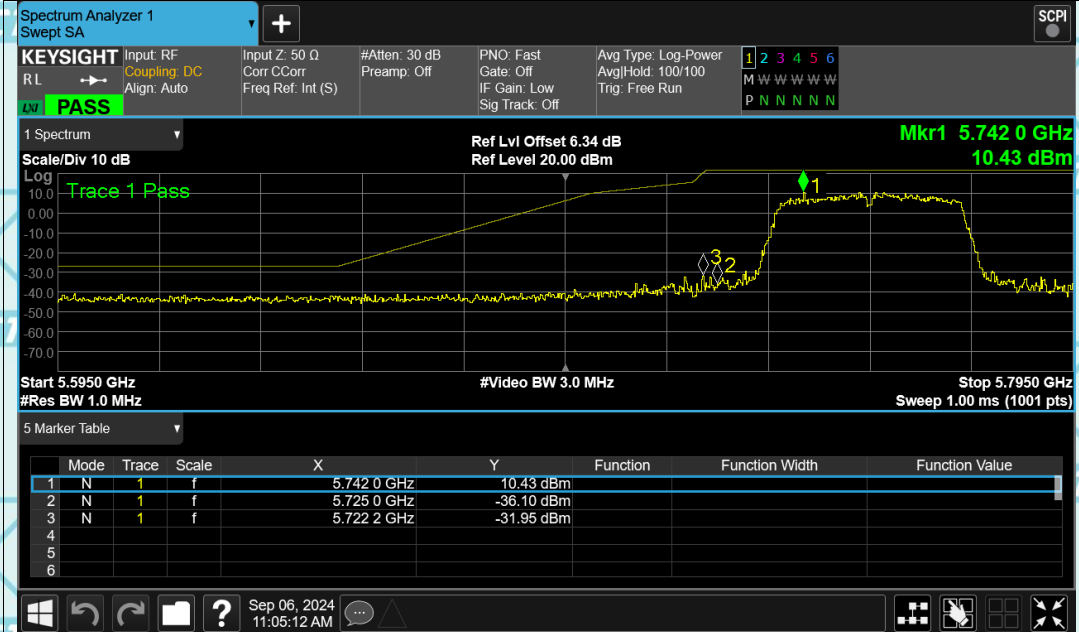 Spectrum Analyzer 1
Swept SA
+
SCPI
KEYSIGHT
R L
LXI
PASS
Input: RF
Coupling: DC
Align: Auto
Input Z: 50 Ω
Corr CCorr
Freq Ref: Int (S)
#Atten: 30 dB
Preamp: Off
PNO: Fast
Gate: Off
IF Gain: Low
Sig Track: Off
Avg Type: Log-Power
Avg|Hold: 100/100
Trig: Free Run
1 2 3 4 5 6
M W W W W W
P N N N N N
1 Spectrum
Scale/Div 10 dB
Ref Lvl Offset 6.34 dB
Ref Level 20.00 dBm
Mkr1 5.742 0 GHz
10.43 dBm
Log
Trace 1 Pass
10.0
0.00
-10.0
-20.0
-30.0
-40.0
-50.0
-60.0
-70.0
1
3
2
Start 5.5950 GHz
#Video BW 3.0 MHz
Stop 5.7950 GHz
#Res BW 1.0 MHz
Sweep 1.00 ms (1001 pts)
5 Marker Table
Mode Trace Scale X Y Function Function Width Function Value
1 N 1 f 5.742 0 GHz 10.43 dBm
2 N 1 f 5.725 0 GHz -36.10 dBm
3 N 1 f 5.722 2 GHz -31.95 dBm
4
5
6
?
Sep 06, 2024
11:05:12 AM